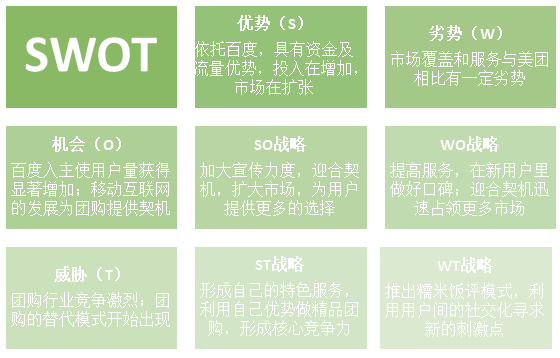 SWOT
优势（S）
依托百度，具有资金及
流量优势，投入在增加，
市场在扩张
劣势（W）
市场覆盖和服务与美团
相比有一定劣势
机会（O）
百度入主使用户量获得
显著增加；移动互联网
的发展为团购提供契机
SO战略
加大宣传力度，迎合契
机，扩大市场，为用户
提供更多的选择
WO战略
提高服务，在新用户里
做好口碑；迎合契机迅
速占领更多市场
威胁（T）
团购行业竞争激烈；团
购的替代模式开始出现
ST战略
形成自己的特色服务，
利用自己优势做精品团
购，形成核心竞争力
WT战略
推出糯米饭评模式，利
用用户间的社交化寻求
新的刺激点